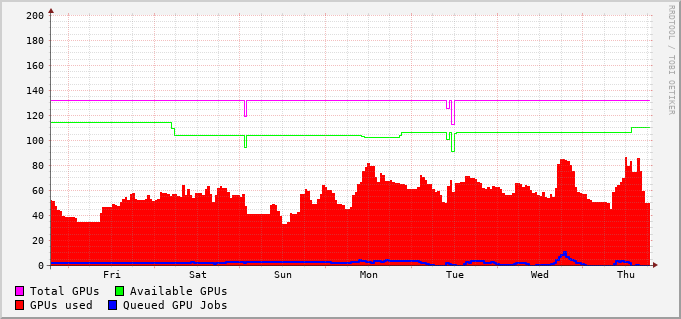 200
180
160
140
120
100
80
60
40
20
0
Fri Sat Sun Mon Tue Wed Thu
Total GPUs Available GPUs
GPUs used Queued GPU Jobs
RRDTOOL / TOBI OETIKER